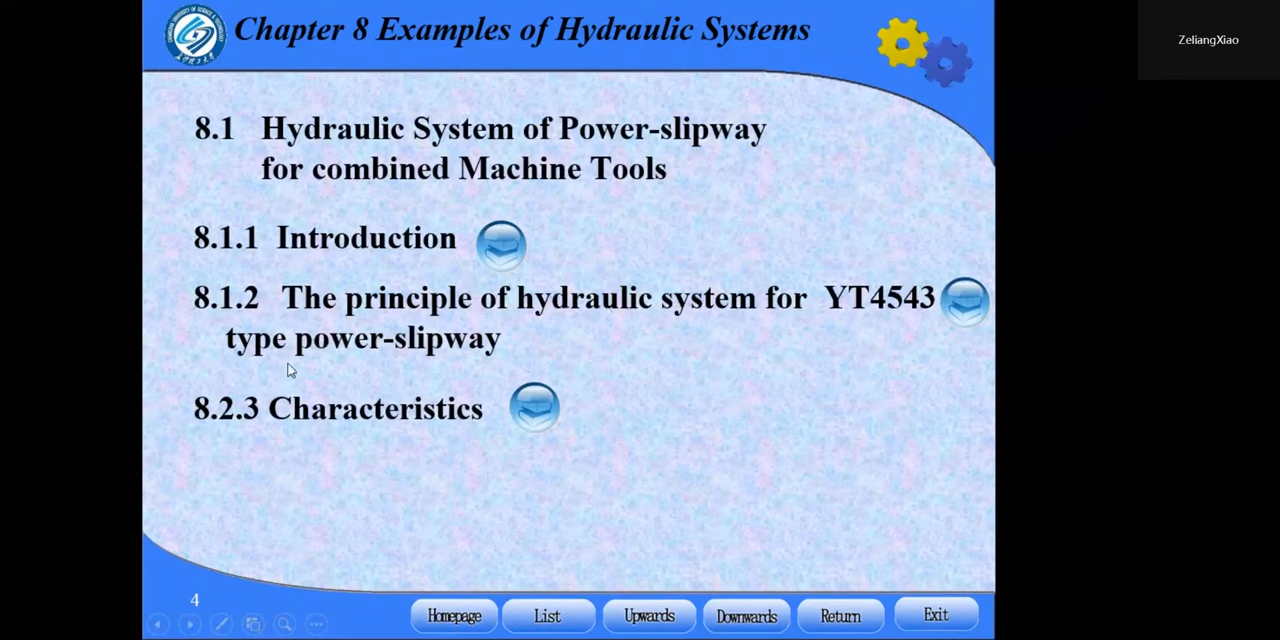 Chapter 8 Examples of Hydraulic Systems
ZeliangXiao
8.1 Hydraulic System of Power-slipway
for combined Machine Tools
8.1.1 Introduction
8.1.2 The principle of hydraulic system for YT4543
type power-slipway
8.2.3 Characteristics
4
Homepage
List
Upwards
Downwards
Return
Exit